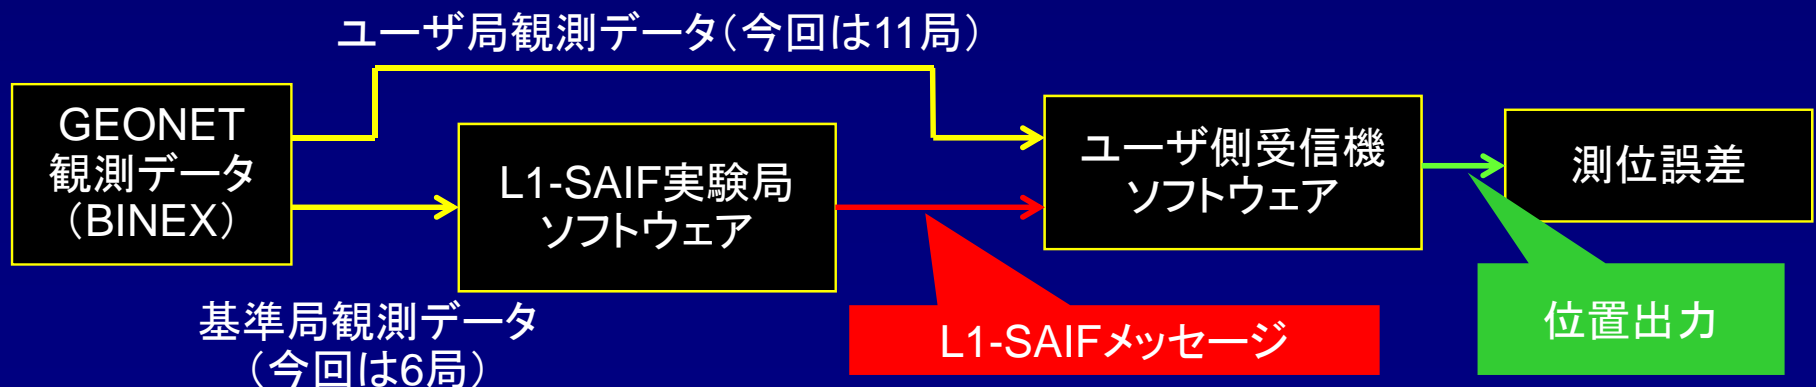 ユーザ局観測データ（今回は11局）
GEONET
観測データ
（BINEX）
L1-SAIF実験局
ソフトウェア
ユーザ側受信機
ソフトウェア
測位誤差
基準局観測データ
（今回は6局）
L1-SAIFメッセージ
位置出力